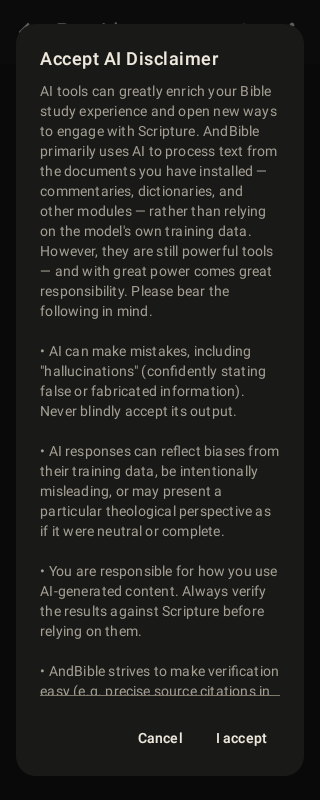 Accept AI Disclaimer
AI tools can greatly enrich your Bible
study experience and open new ways
to engage with Scripture. AndBible
primarily uses AI to process text from
the documents you have installed —
commentaries, dictionaries, and
other modules — rather than relying
on the model's own training data.
However, they are still powerful tools
— and with great power comes great
responsibility. Please bear the
following in mind.
• AI can make mistakes, including
"hallucinations" (confidently stating
false or fabricated information).
Never blindly accept its output.
• AI responses can reflect biases from
their training data, be intentionally
misleading, or may present a
particular theological perspective as
if it were neutral or complete.
• You are responsible for how you use
AI-generated content. Always verify
the results against Scripture before
relying on them.
• AndBible strives to make verification
easy (e.g. precise source citations in
Cancel
I accept